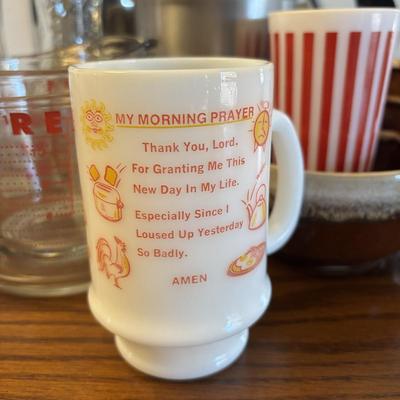 MY MORNING PRAYER
Thank You, Lord,
For Granting Me This
New Day In My Life.
Especially Since I
Loused Up Yesterday
So Badly.
AMEN